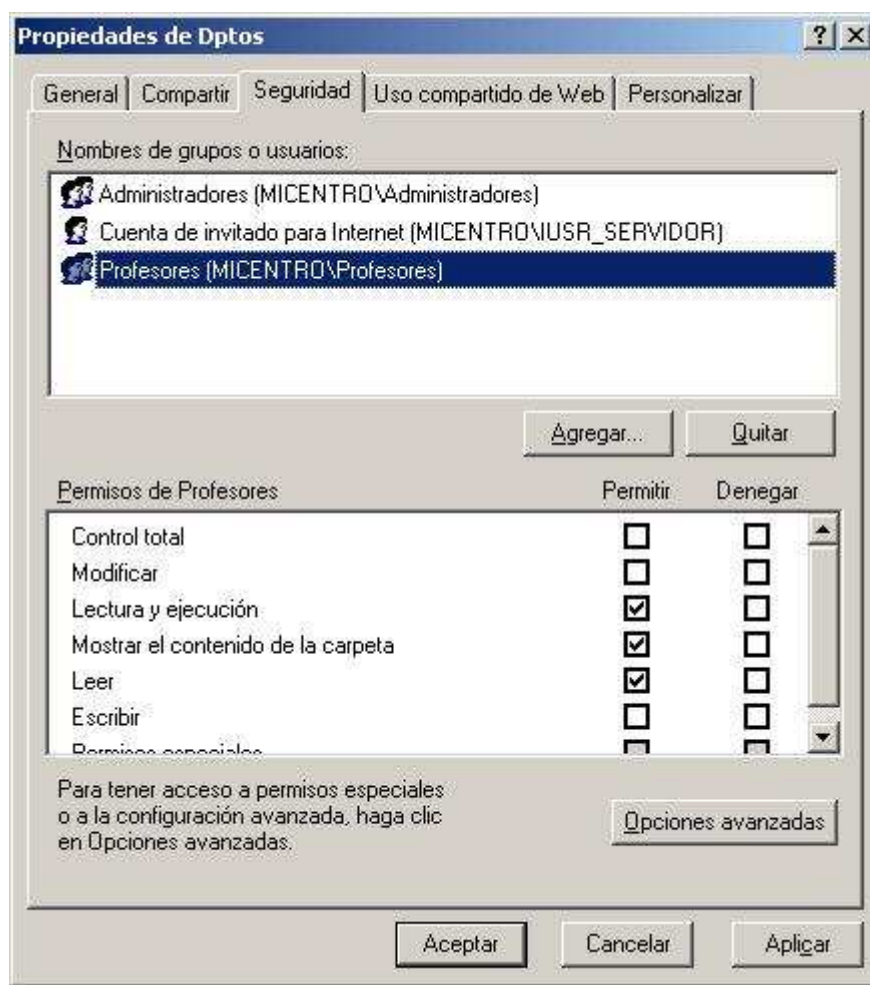 Propiedades de Dptos
General Compartir Seguridad Uso compartido de Web Personalizar
Nombres de grupos o usuarios:
Administradores (MICENTRO\Administradores)
Cuenta de invitado para Internet (MICENTRO\IUSR_SERVIDOR)
Profesores (MICENTRO\Profesores)
Agregar... Quitar
Permisos de Profesores Permitir Denegar
Control total
Modificar
Lectura y ejecución
Mostrar el contenido de la carpeta
Leer
Escribir
Permisos especiales
Para tener acceso a permisos especiales
o a la configuración avanzada, haga clic
en Opciones avanzadas.
Opciones avanzadas
Aceptar Cancelar Aplicar